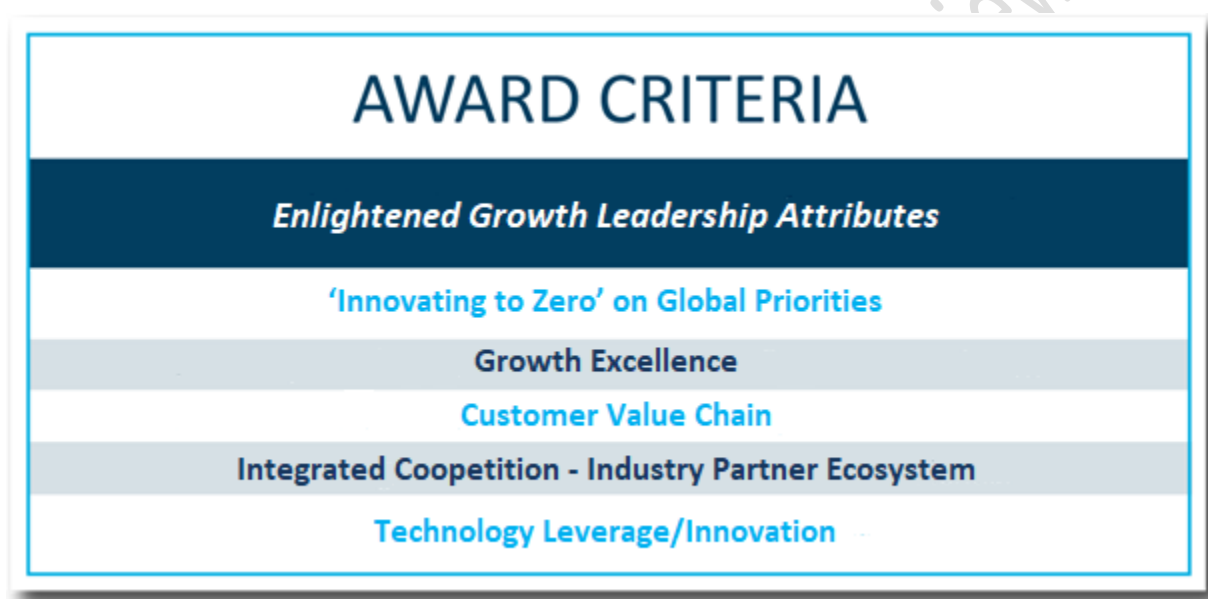 AWARD CRITERIA
Enlightened Growth Leadership Attributes
‘Innovating to Zero’ on Global Priorities
Growth Excellence
Customer Value Chain
Integrated Coopetition - Industry Partner Ecosystem
Technology Leverage/Innovation